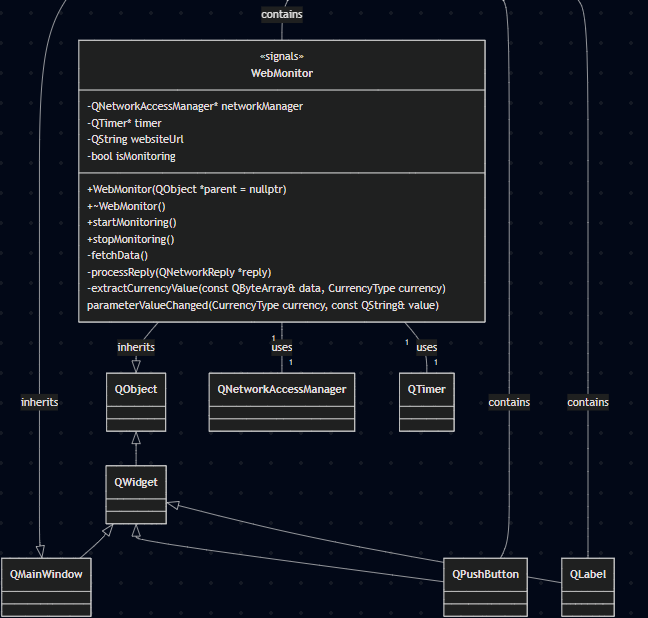 contains
«signals»
WebMonitor
-QNetworkAccessManager* networkManager
-QTimer* timer
-QString websiteUrl
-bool isMonitoring
+WebMonitor(QObject *parent = nullptr)
+~WebMonitor()
+startMonitoring()
+stopMonitoring()
-fetchData()
-processReply(QNetworkReply *reply)
-extractCurrencyValue(const QByteArray& data, CurrencyType currency)
parameterValueChanged(CurrencyType currency, const QString& value)
inherits
1
uses
1
1
uses
1
QObject
QNetworkAccessManager
QTimer
inherits
contains
contains
QWidget
QMainWindow
QPushButton
QLabel